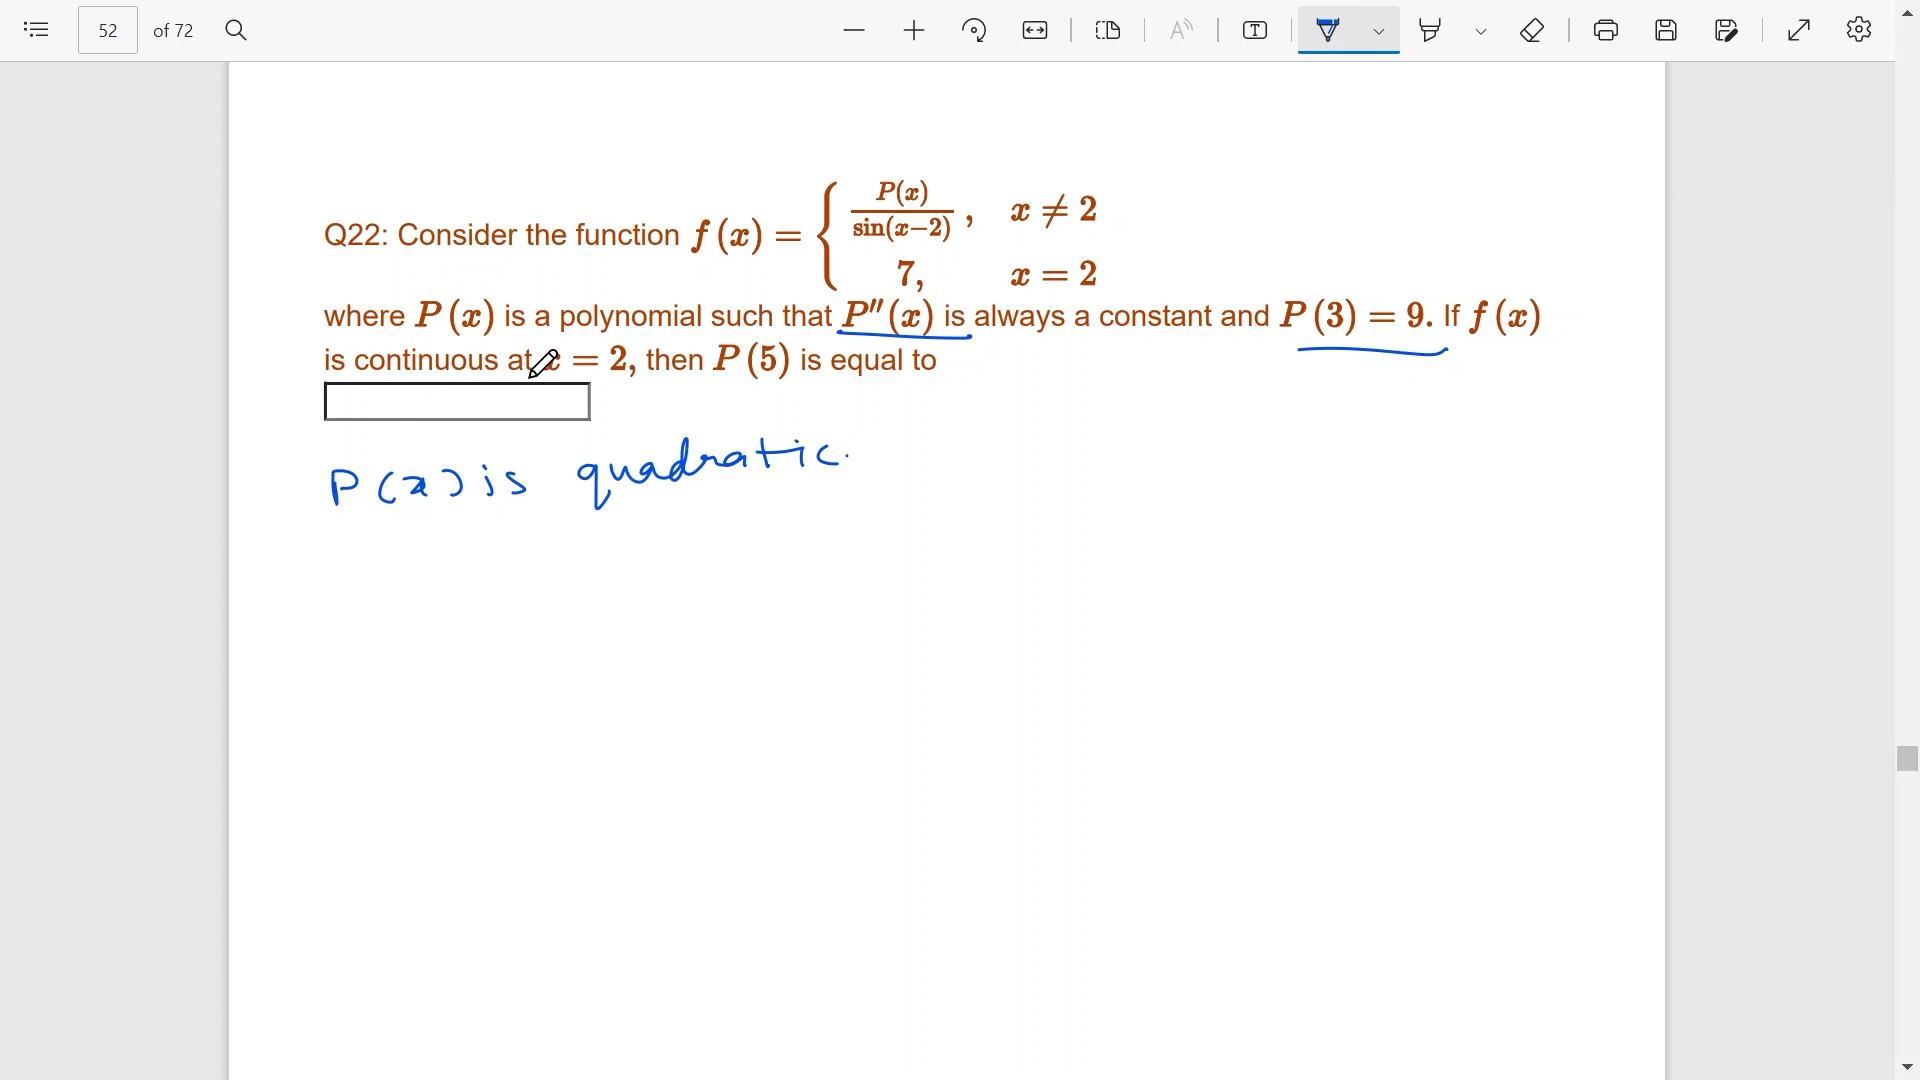 52 of 72
Q22: Consider the function f(x) = { P(x)/sin(x−2), x ≠ 2
7, x = 2
where P(x) is a polynomial such that P″(x) is always a constant and P(3) = 9. If f(x)
is continuous at x = 2, then P(5) is equal to
P(x) is quadratic.